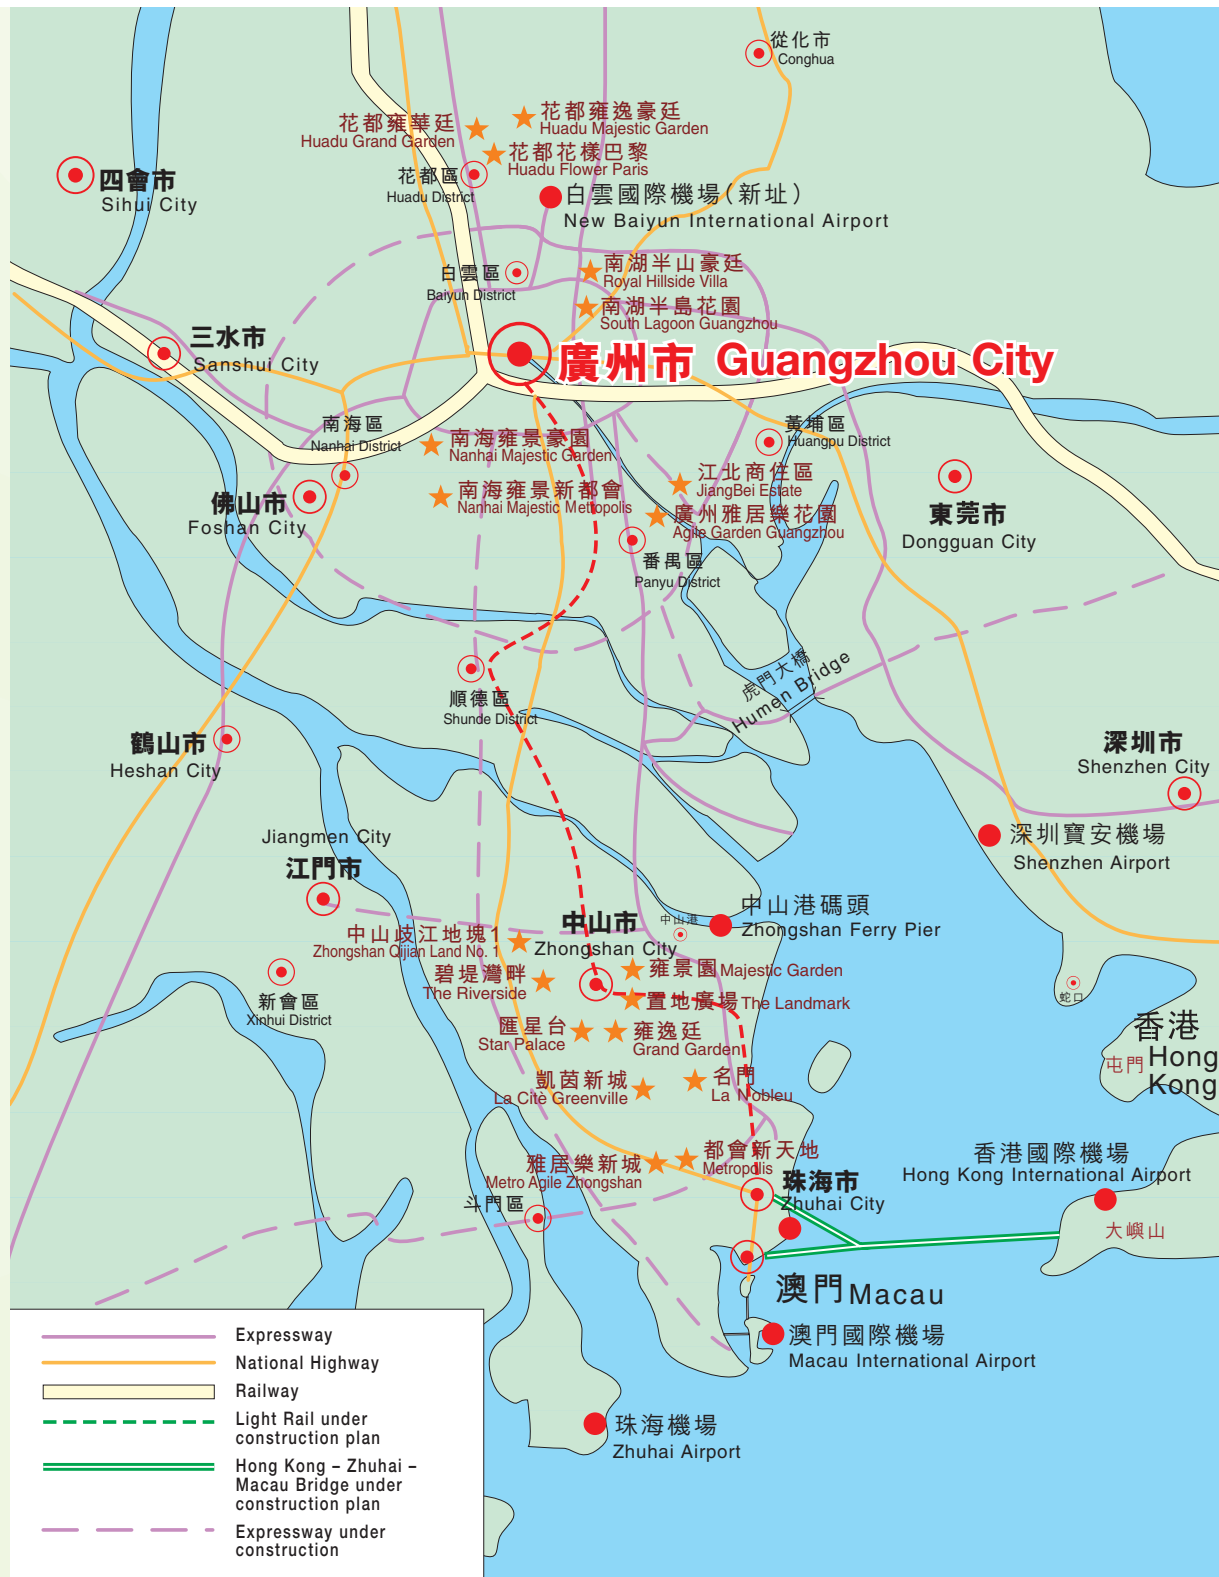 從化市
Conghua
花都雍逸豪廷
Huadu Majestic Garden
花都雍華廷
Huadu Grand Garden
花都花樣巴黎
Huadu Flower Paris
四會市
Sihui City
花都區
Huadu District
白雲國際機場(新址)
New Baiyun International Airport
白雲區
Baiyun District
南湖半山豪廷
Royal Hillside Villa
南湖半島花園
South Lagoon Guangzhou
三水市
Sanshui City
廣州市 Guangzhou City
南海區
Nanhai District
南海雍景豪園
Nanhai Majestic Garden
黃埔區
Huangpu District
江北商住區
JiangBei Estate
南海雍景新都會
Nanhai Majestic Metropolis
佛山市
Foshan City
廣州雅居樂花園
Agile Garden Guangzhou
東莞市
Dongguan City
番禺區
Panyu District
虎門大橋
Humen Bridge
順德區
Shunde District
鶴山市
Heshan City
深圳市
Shenzhen City
深圳寶安機場
Shenzhen Airport
Jiangmen City
江門市
中山市
Zhongshan City
中山港
中山港碼頭
Zhongshan Ferry Pier
中山岐江地塊1
Zhongshan Qijian Land No. 1
碧堤灣畔
The Riverside
雍景園 Majestic Garden
置地廣場 The Landmark
新會區
Xinhui District
蛇口
匯星台
Star Palace
雍逸廷
Grand Garden
香港
屯門
Hong
Kong
凱茵新城
La Citè Greenville
名門
La Nobleu
都會新天地
Metropolis
雅居樂新城
Metro Agile Zhongshan
香港國際機場
Hong Kong International Airport
珠海市
Zhuhai City
斗門區
大嶼山
澳門 Macau
澳門國際機場
Macau International Airport
珠海機場
Zhuhai Airport
Expressway
National Highway
Railway
Light Rail under
construction plan
Hong Kong – Zhuhai –
Macau Bridge under
construction plan
Expressway under
construction